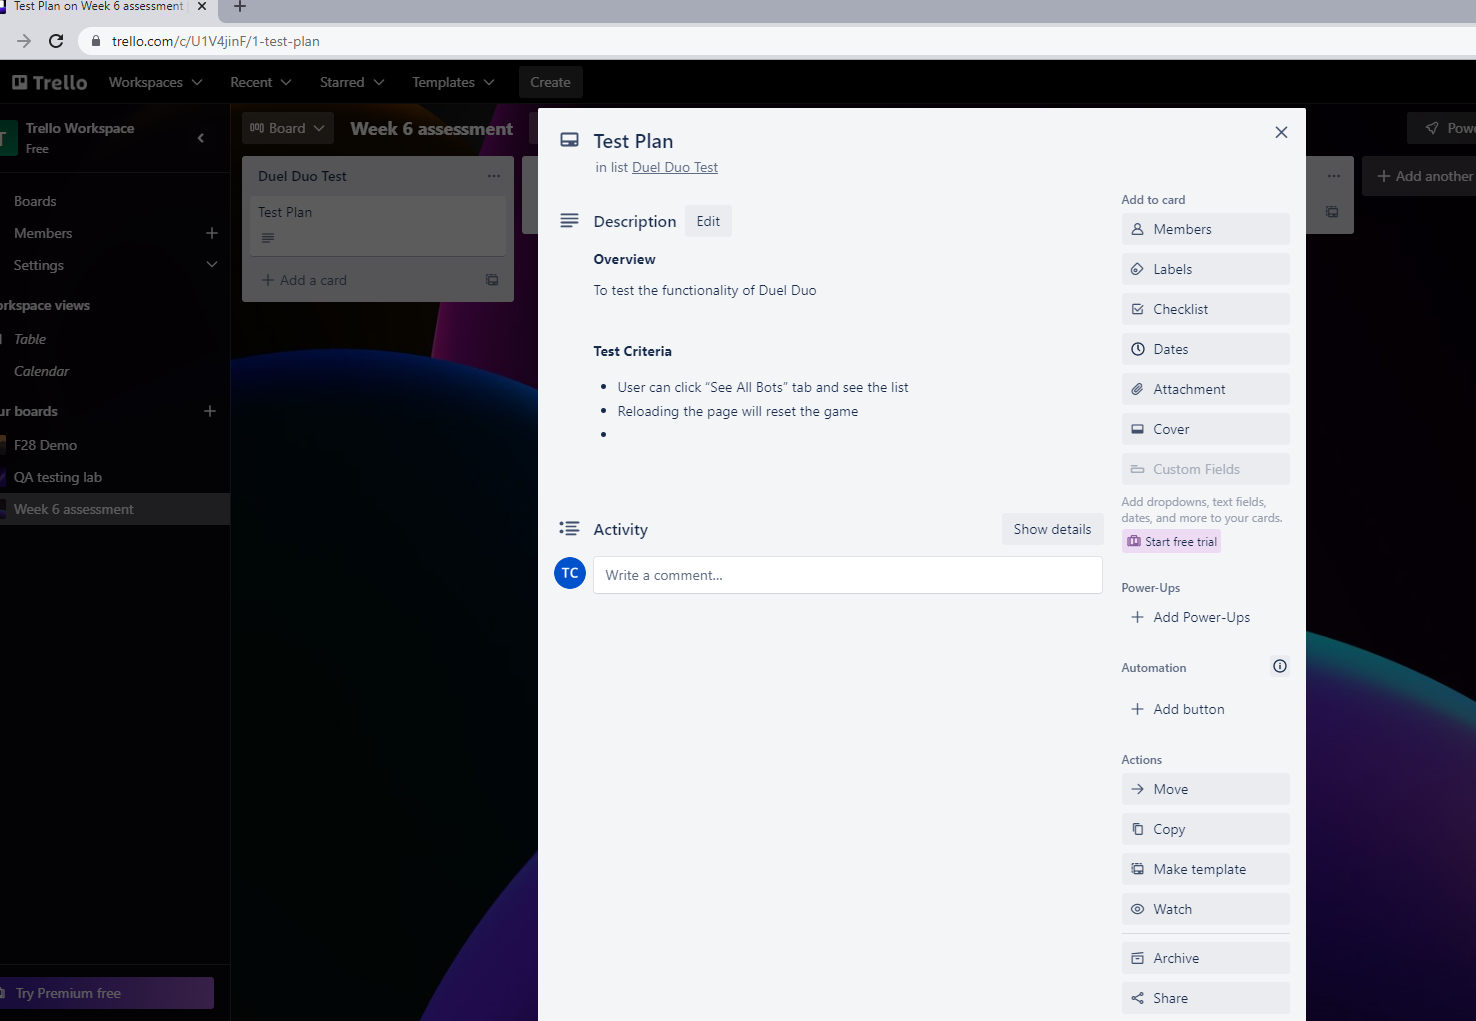 Test Plan on Week 6 assessment
trello.com/c/U1V4jinF/1-test-plan
Trello
Workspaces
Recent
Starred
Templates
Create
T
Trello Workspace
Free
Boards
Members
Settings
orkspace views
Table
Calendar
ur boards
F28 Demo
QA testing lab
Week 6 assessment
Try Premium free
Board
Week 6 assessment
Powe
Duel Duo Test
Test Plan
Add a card
Add another
Test Plan
in list Duel Duo Test
Description
Edit
Overview
To test the functionality of Duel Duo
Test Criteria
• User can click “See All Bots” tab and see the list
• Reloading the page will reset the game
•
Activity
Show details
TC
Write a comment...
Add to card
Members
Labels
Checklist
Dates
Attachment
Cover
Custom Fields
Add dropdowns, text fields,
dates, and more to your cards.
Start free trial
Power-Ups
Add Power-Ups
Automation
Add button
Actions
Move
Copy
Make template
Watch
Archive
Share